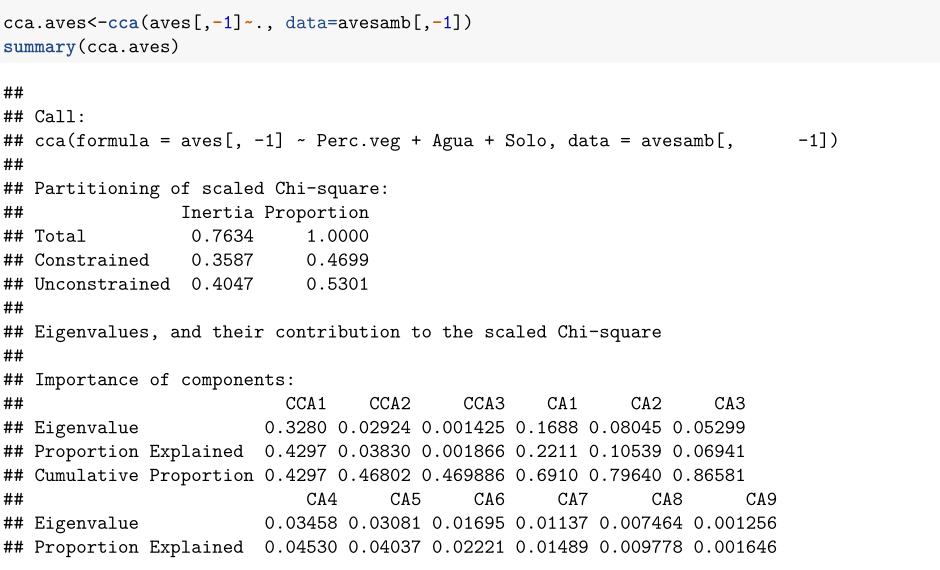 cca.aves<-cca(aves[,-1]~., data=avesamb[,-1])
summary(cca.aves)
##
## Call:
## cca(formula = aves[, -1] ~ Perc.veg + Agua + Solo, data = avesamb[,      -1])
##
## Partitioning of scaled Chi-square:
##               Inertia Proportion
## Total          0.7634     1.0000
## Constrained    0.3587     0.4699
## Unconstrained  0.4047     0.5301
##
## Eigenvalues, and their contribution to the scaled Chi-square
##
## Importance of components:
##                         CCA1    CCA2     CCA3   CA1     CA2     CA3
## Eigenvalue            0.3280 0.02924 0.001425 0.1688 0.08045 0.05299
## Proportion Explained  0.4297 0.03830 0.001866 0.2211 0.10539 0.06941
## Cumulative Proportion 0.4297 0.46802 0.469886 0.6910 0.79640 0.86581
##                           CA4     CA5     CA6     CA7      CA8      CA9
## Eigenvalue            0.03458 0.03081 0.01695 0.01137 0.007464 0.001256
## Proportion Explained  0.04530 0.04037 0.02221 0.01489 0.009778 0.001646